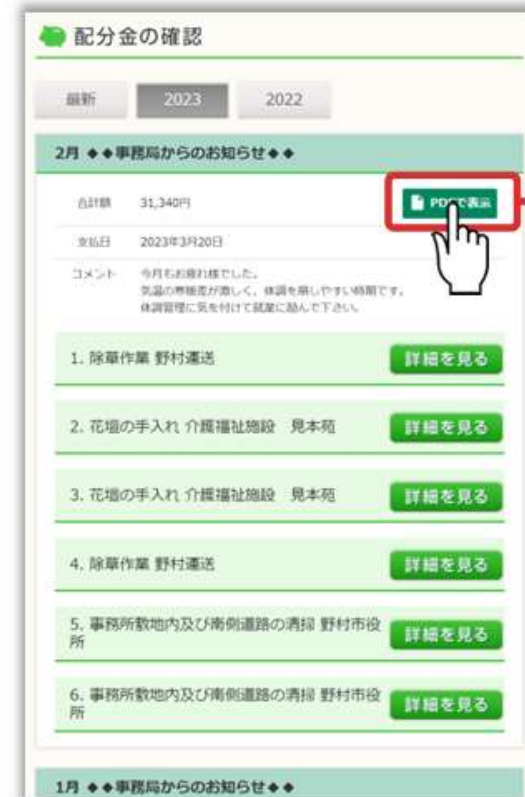 配分金の確認
最新 2023 2022
2月 ◆◆事務局からのお知らせ◆◆
合計額 31,340円 PDFで表示
支払日 2023年3月20日
コメント 今月もお疲れ様でした。
気温の寒暖差が激しく、体調を崩しやすい時期です。
体調管理に気を付けて就業に励んで下さい。
1. 除草作業 野村運送 詳細を見る
2. 花壇の手入れ 介護福祉施設　見本苑 詳細を見る
3. 花壇の手入れ 介護福祉施設　見本苑 詳細を見る
4. 除草作業 野村運送 詳細を見る
5. 事務所敷地内及び南側道路の清掃 野村市役
所 詳細を見る
6. 事務所敷地内及び南側道路の清掃 野村市役
所 詳細を見る
1月 ◆◆事務局からのお知らせ◆◆